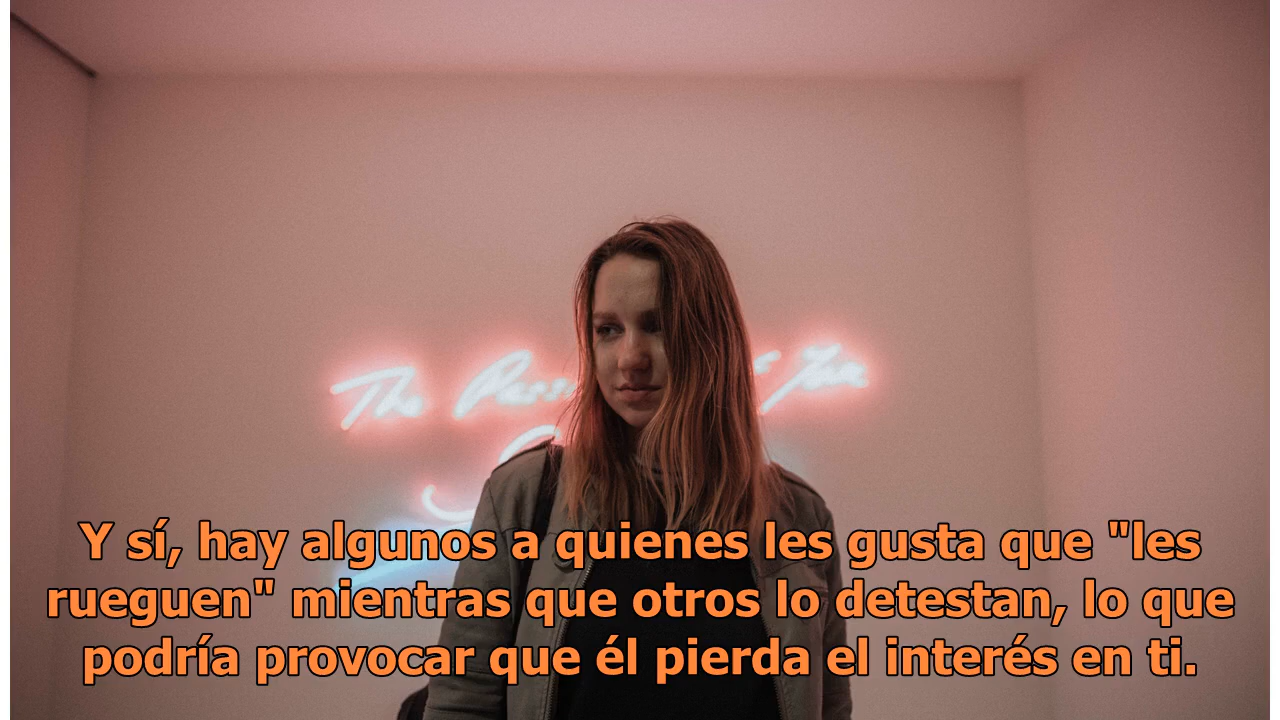 The
Y sí, hay algunos a quienes les gusta que "les
rueguen" mientras que otros lo detestan, lo que
podría provocar que él pierda el interés en ti.